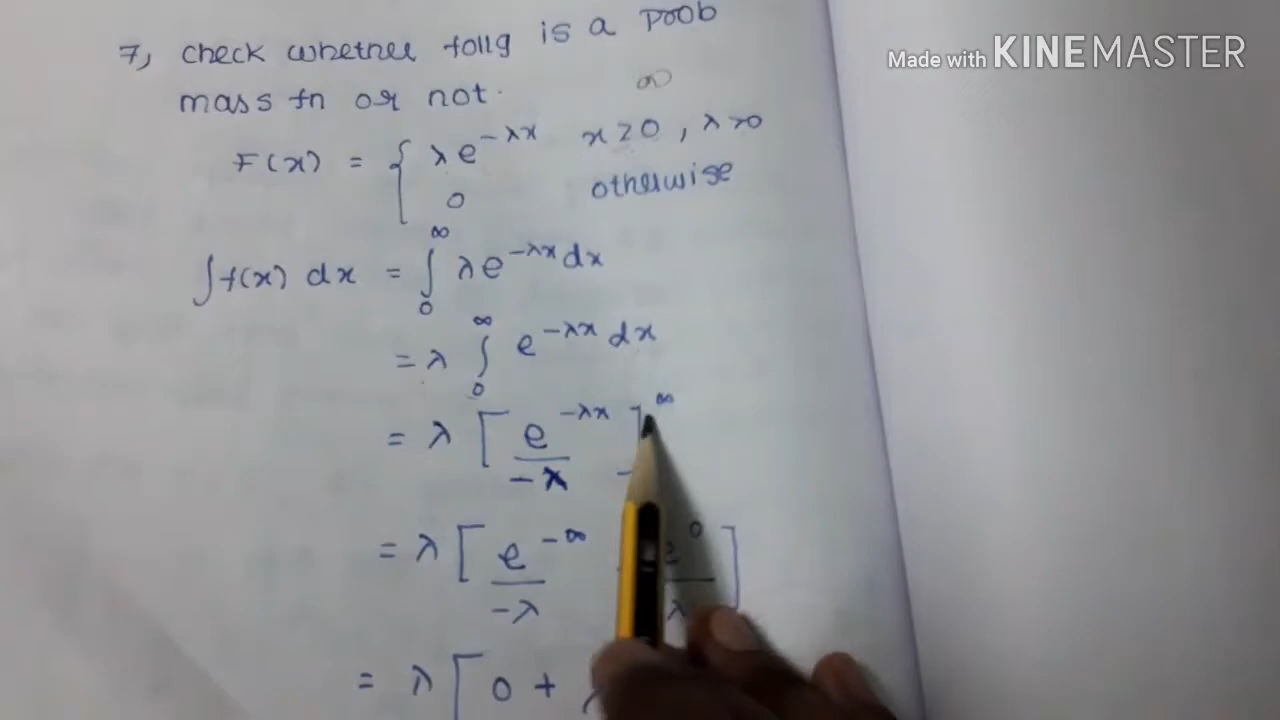 Made with KINEMASTER
7, check whether follg is a prob
mass fn or not.
∞
F(x) = { λe^-λx x ≥ 0, λ>0
0 otherwise
∫f(x) dx = ∫₀^∞ λe^-λx dx
= λ ∫₀^∞ e^-λx dx
= λ [ e^-λx / -λ ]^∞
= λ [ e^-∞ / -λ e^0 / λ ]
= λ [ 0 +